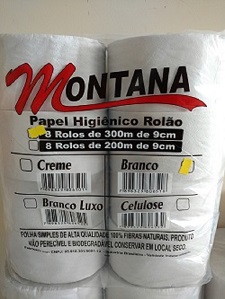 MONTANA
Papel Higiênico Rolão
8 Rolos de 300m de 9cm
8 Rolos de 200m de 9cm
Creme
Branco
Branco Luxo
Celulose
FOLHA SIMPLES DE ALTA QUALIDADE 100% FIBRAS NATURAIS, PRODUTO
NÃO PERECÍVEL E BIODEGRADÁVEL CONSERVAR EM LOCAL SECO.